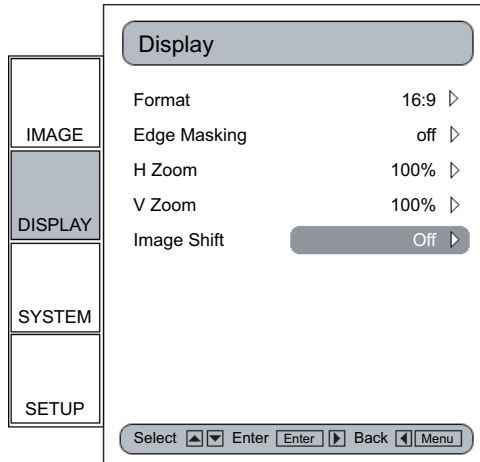 Display
IMAGE
DISPLAY
SYSTEM
SETUP
Format 16:9
Edge Masking off
H Zoom 100%
V Zoom 100%
Image Shift Off
Select Enter Enter Back Menu